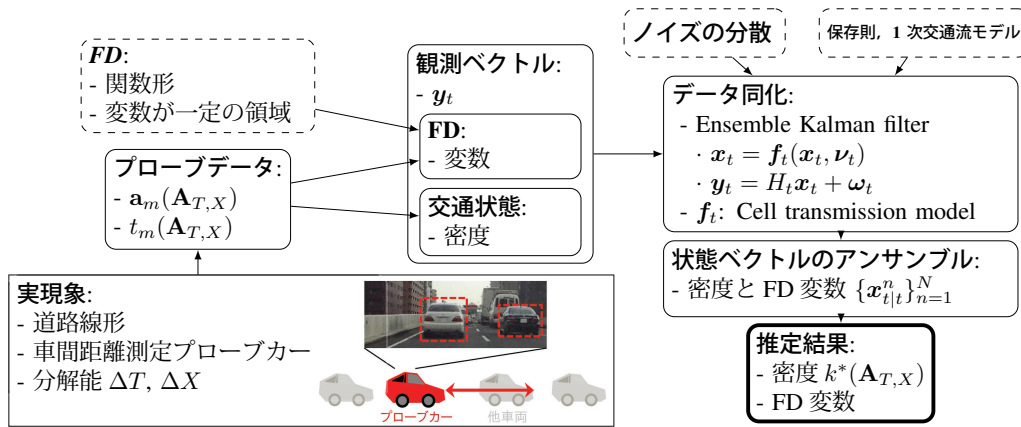 FD:
- 関数形
- 変数が一定の領域
プローブデータ:
- a_m(A_{T,X})
- t_m(A_{T,X})
実現象:
- 道路線形
- 車間距離測定プローブカー
- 分解能 ΔT, ΔX
プローブカー
他車両
観測ベクトル:
- y_t
FD:
- 変数
交通状態:
- 密度
ノイズの分散
保存則, 1 次交通流モデル
データ同化:
- Ensemble Kalman filter
· x_t = f_t(x_t, ν_t)
· y_t = H_t x_t + ω_t
- f_t: Cell transmission model
状態ベクトルのアンサンブル:
- 密度と FD 変数 {x^n_{t|t}}^N_{n=1}
推定結果:
- 密度 k*(A_{T,X})
- FD 変数